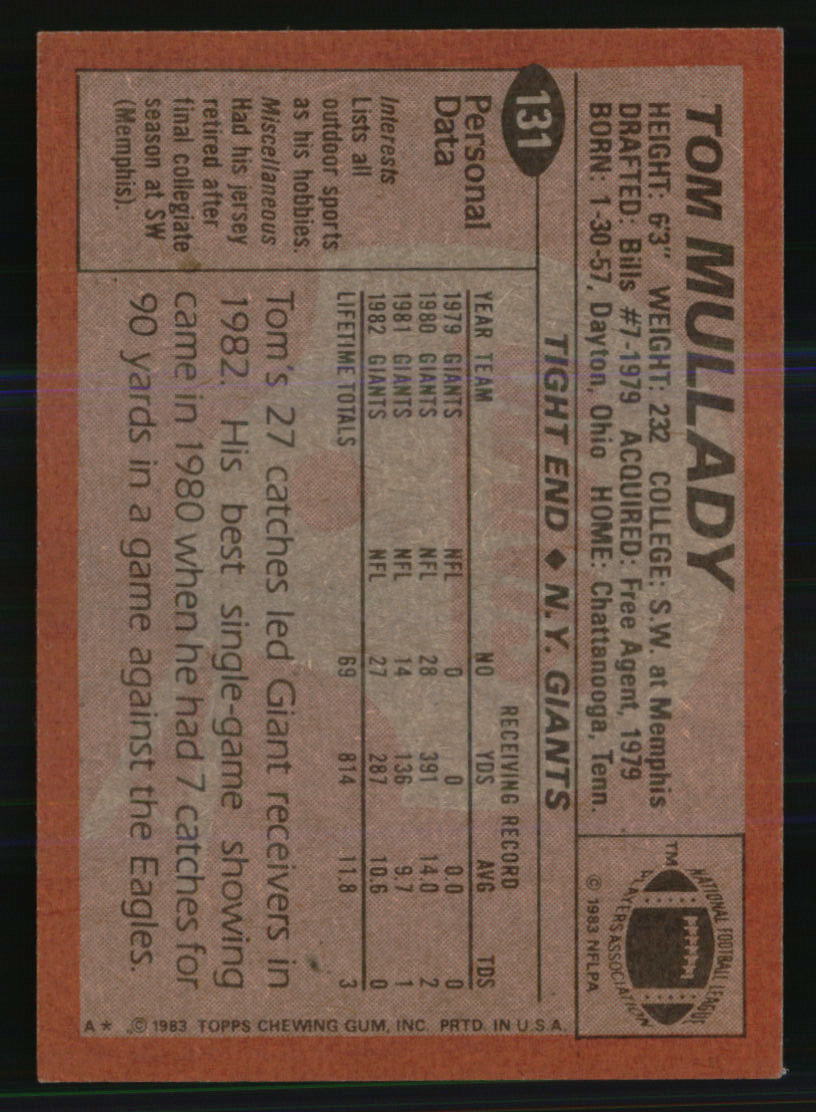 TOM MULLADY
HEIGHT: 6'3" WEIGHT: 232 COLLEGE: S.W. at Memphis
DRAFTED: Bills #7-1979 ACQUIRED: Free Agent, 1979
BORN: 1-30-57, Dayton, Ohio HOME: Chattanooga, Tenn.
TM
NATIONAL FOOTBALL LEAGUE
PLAYERS ASSOCIATION
© 1983 NFLPA
131
TIGHT END ♦ N.Y. GIANTS
Personal
Data
Interests
Lists all
outdoor sports
as his hobbies.
Miscellaneous
Had his jersey
retired after
final collegiate
season at SW
(Memphis).
RECEIVING RECORD
YEAR TEAM NO YDS AVG TDS
1979 GIANTS NFL 0 0 0.0 0
1980 GIANTS NFL 28 391 14.0 2
1981 GIANTS NFL 14 136 9.7 1
1982 GIANTS NFL 27 287 10.6 0
LIFETIME TOTALS 69 814 11.8 3
Tom's 27 catches led Giant receivers in
1982. His best single-game showing
came in 1980 when he had 7 catches for
90 yards in a game against the Eagles.
A* © 1983 TOPPS CHEWING GUM, INC. PRTD. IN U.S.A.